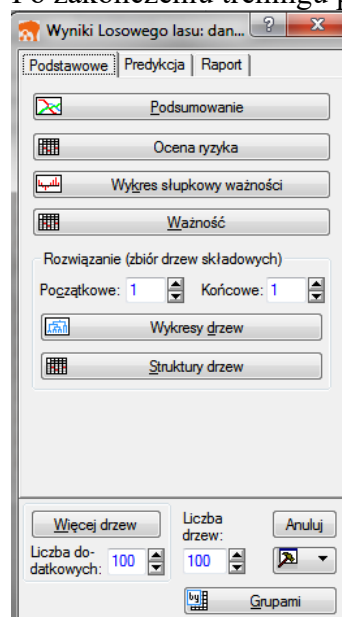 Po zakończeniu treningu p
Wyniki Losowego lasu: dan...
Podstawowe Predykcja Raport
Podsumowanie
Ocena ryzyka
Wykres słupkowy ważności
Ważność
Rozwiązanie (zbiór drzew składowych)
Początkowe: 1 Końcowe: 1
Wykresy drzew
Struktury drzew
Więcej drzew
Liczba do-
datkowych: 100
Liczba
drzew:
100
Anuluj
Grupami